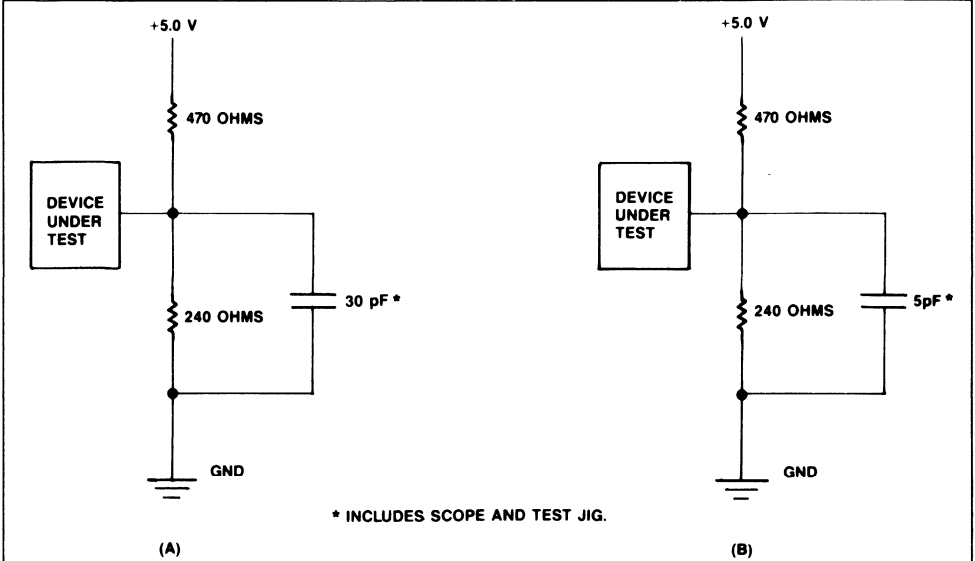 +5.0 V
470 OHMS
DEVICE
UNDER
TEST
240 OHMS
30 pF *
GND
(A)
+5.0 V
470 OHMS
DEVICE
UNDER
TEST
240 OHMS
5pF *
GND
(B)
* INCLUDES SCOPE AND TEST JIG.